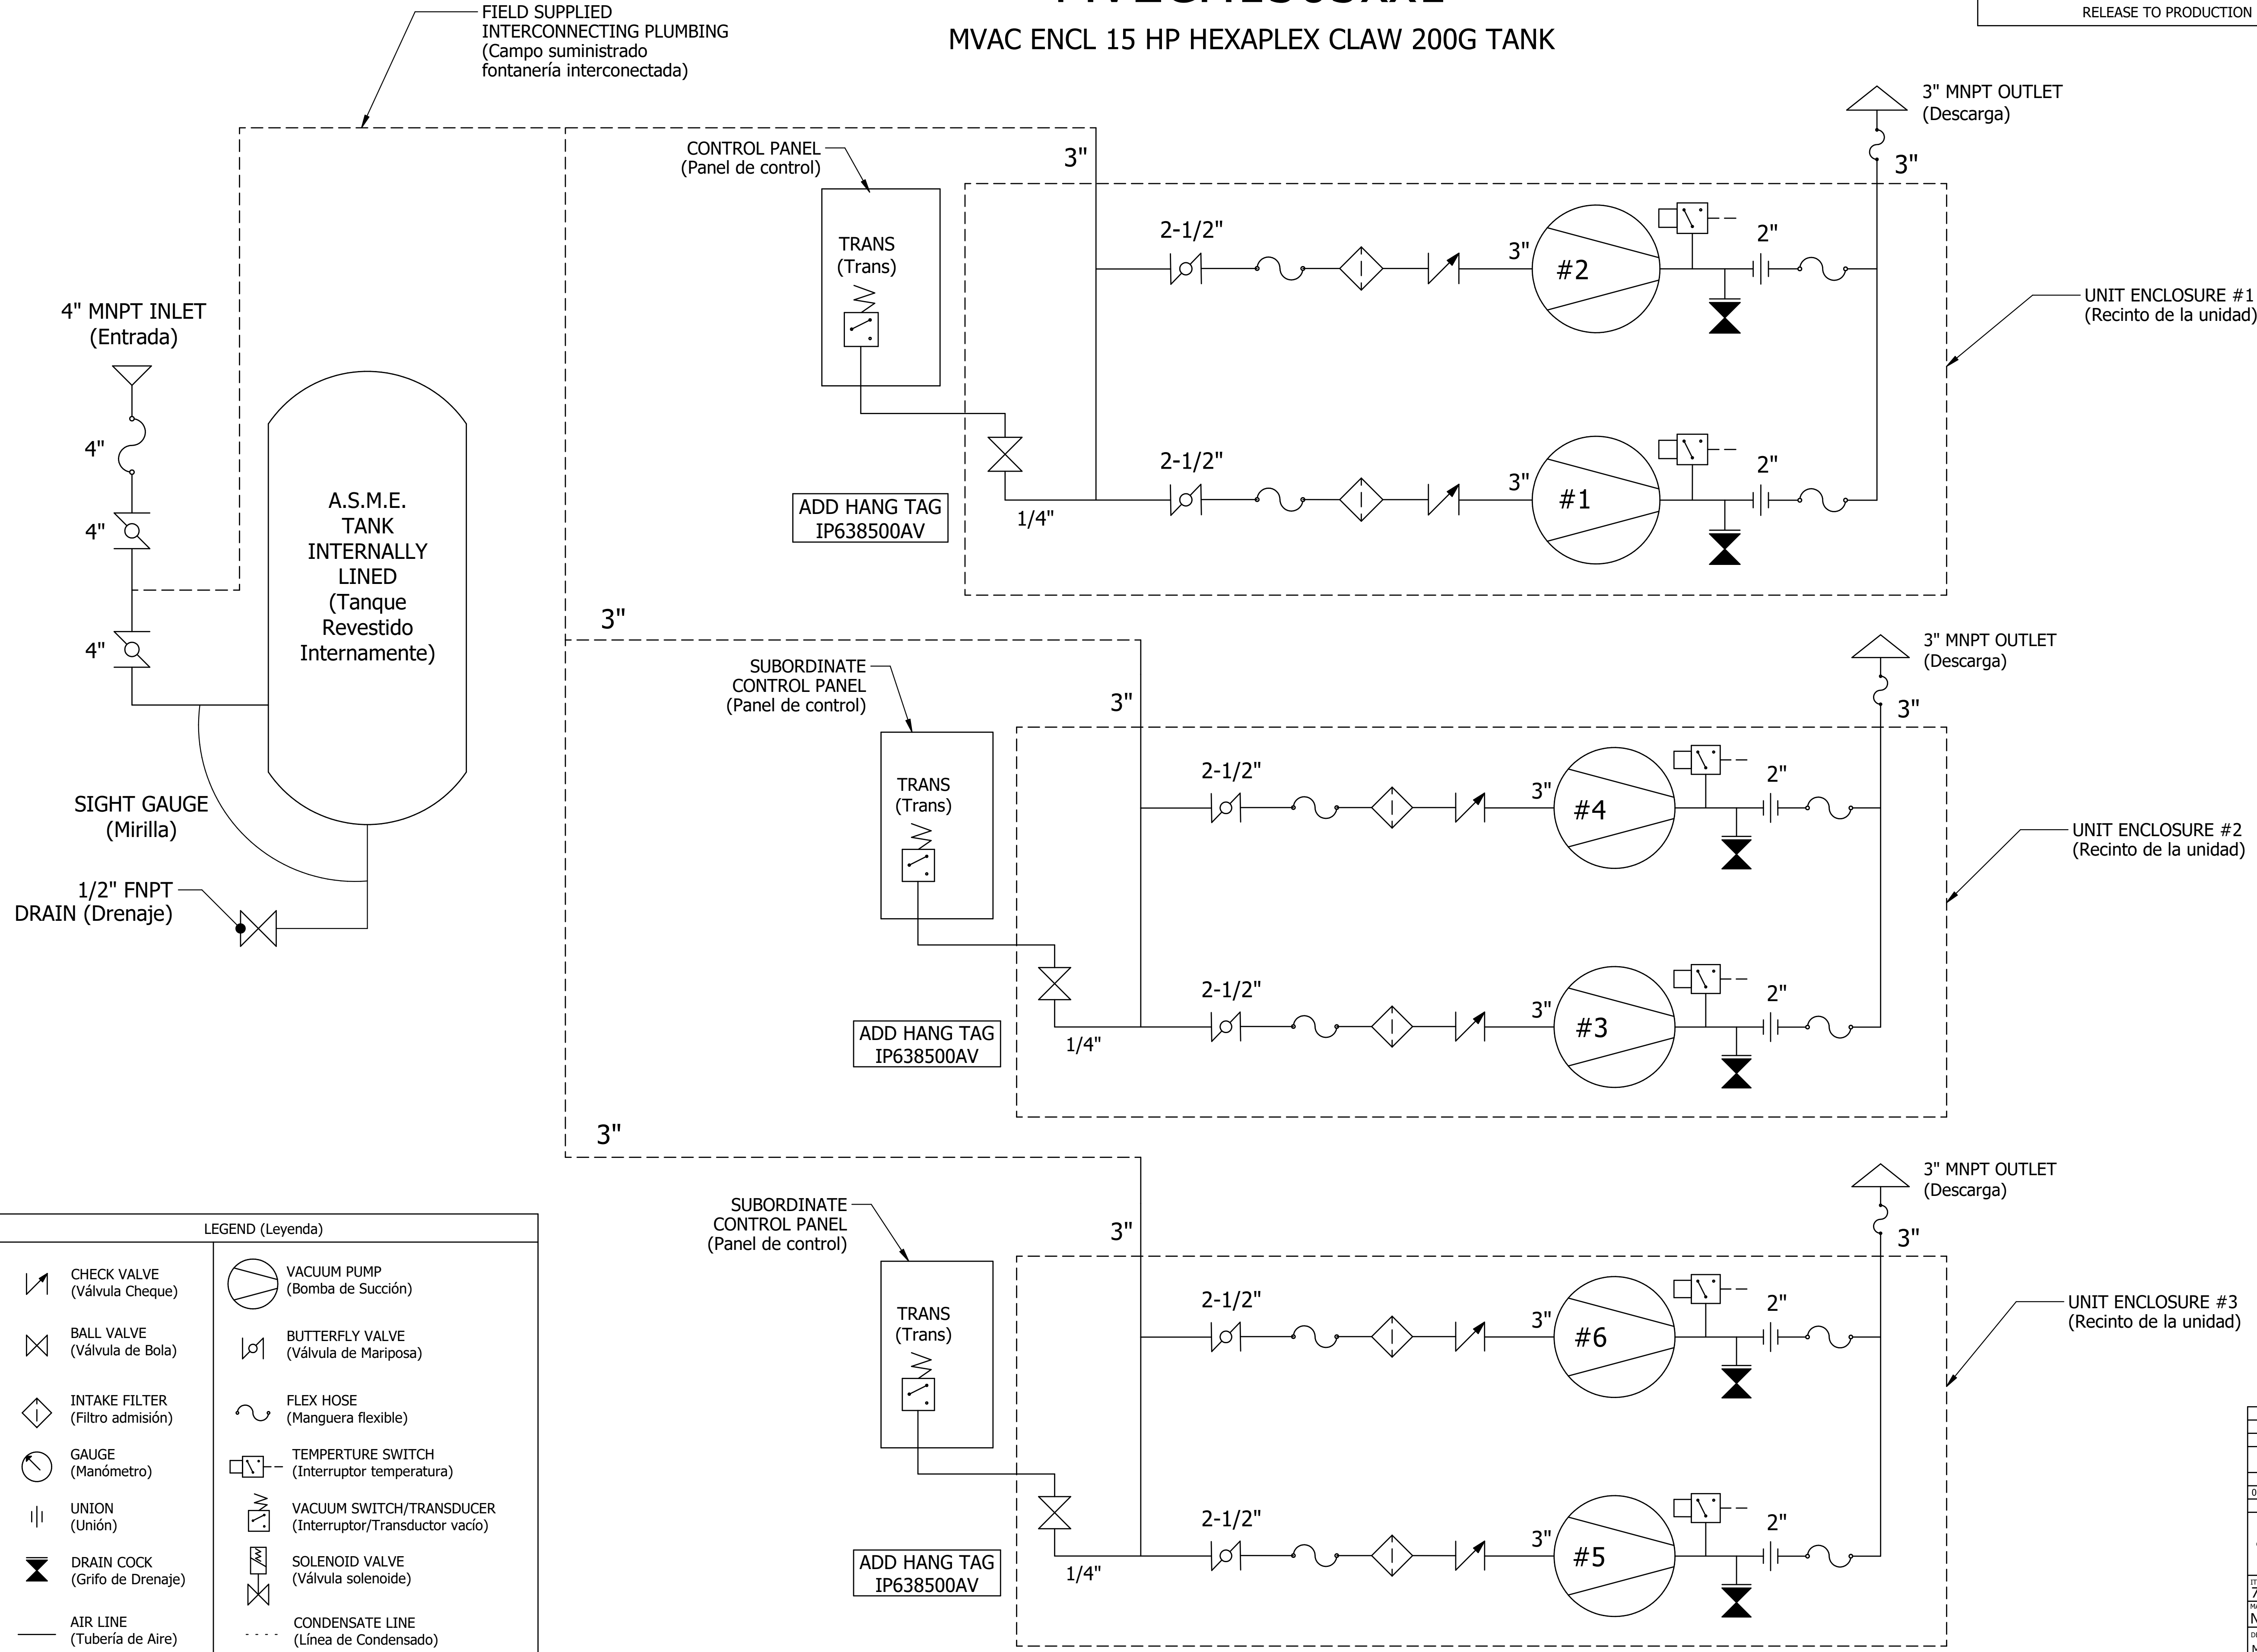 RELEASE TO PRODUCTION
MVAC ENCL 15 HP HEXAPLEX CLAW 200G TANK
FIELD SUPPLIED
INTERCONNECTING PLUMBING
(Campo suministrado
fontanería interconectada)
4" MNPT INLET
(Entrada)
4"
4"
4"
A.S.M.E.
TANK
INTERNALLY
LINED
(Tanque
Revestido
Internamente)
SIGHT GAUGE
(Mirilla)
1/2" FNPT
DRAIN (Drenaje)
CONTROL PANEL
(Panel de control)
TRANS
(Trans)
ADD HANG TAG
IP638500AV
1/4"
3"
2-1/2"
3"
#2
2"
2-1/2"
3"
#1
2"
3" MNPT OUTLET
(Descarga)
3"
UNIT ENCLOSURE #1
(Recinto de la unidad)
3"
SUBORDINATE
CONTROL PANEL
(Panel de control)
TRANS
(Trans)
ADD HANG TAG
IP638500AV
1/4"
3"
2-1/2"
3"
#4
2"
2-1/2"
3"
#3
2"
3" MNPT OUTLET
(Descarga)
3"
UNIT ENCLOSURE #2
(Recinto de la unidad)
3"
SUBORDINATE
CONTROL PANEL
(Panel de control)
TRANS
(Trans)
ADD HANG TAG
IP638500AV
1/4"
3"
2-1/2"
3"
#6
2"
2-1/2"
3"
#5
2"
3" MNPT OUTLET
(Descarga)
3"
UNIT ENCLOSURE #3
(Recinto de la unidad)
LEGEND (Leyenda)
CHECK VALVE
(Válvula Cheque)
BALL VALVE
(Válvula de Bola)
INTAKE FILTER
(Filtro admisión)
GAUGE
(Manómetro)
UNION
(Unión)
DRAIN COCK
(Grifo de Drenaje)
AIR LINE
(Tubería de Aire)
VACUUM PUMP
(Bomba de Succión)
BUTTERFLY VALVE
(Válvula de Mariposa)
FLEX HOSE
(Manguera flexible)
TEMPERTURE SWITCH
(Interruptor temperatura)
VACUUM SWITCH/TRANSDUCER
(Interruptor/Transductor vacío)
SOLENOID VALVE
(Válvula solenoide)
CONDENSATE LINE
(Línea de Condensado)